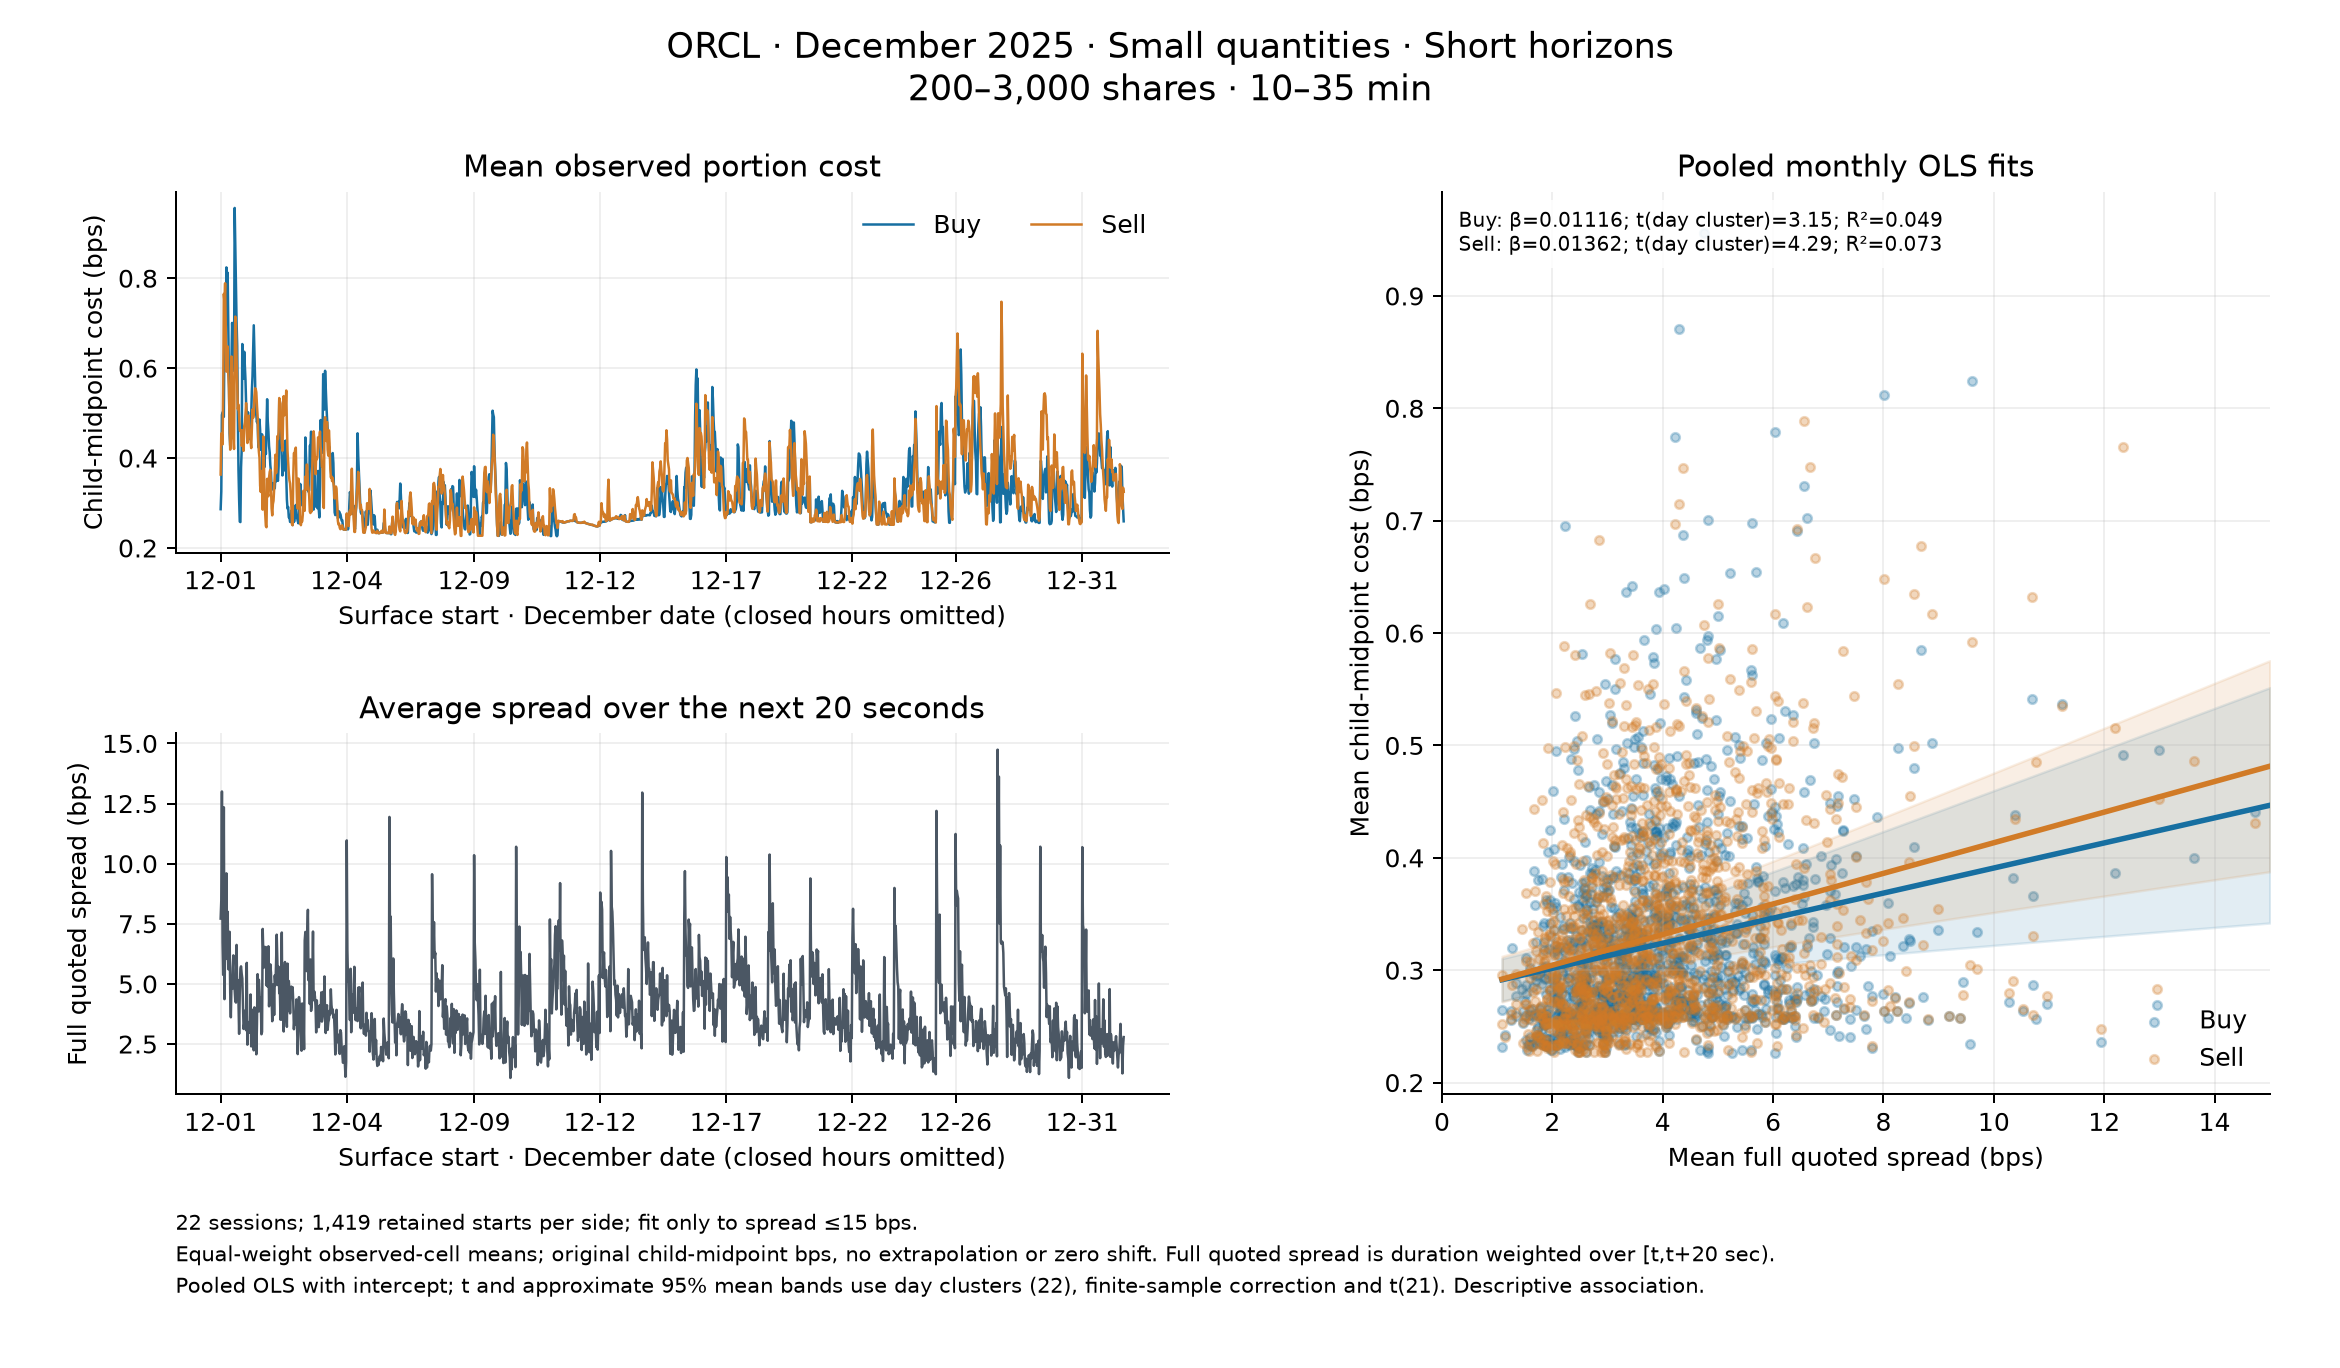 ORCL · December 2025 · Small quantities · Short horizons
200–3,000 shares · 10–35 min
Mean observed portion cost
Buy
Sell
Child-midpoint cost (bps)
0.8
0.6
0.4
0.2
12-01
12-04
12-09
12-12
12-17
12-22
12-26
12-31
Surface start · December date (closed hours omitted)
Average spread over the next 20 seconds
Full quoted spread (bps)
15.0
12.5
10.0
7.5
5.0
2.5
12-01
12-04
12-09
12-12
12-17
12-22
12-26
12-31
Surface start · December date (closed hours omitted)
Pooled monthly OLS fits
Buy: β=0.01116; t(day cluster)=3.15; R²=0.049
Sell: β=0.01362; t(day cluster)=4.29; R²=0.073
Mean child-midpoint cost (bps)
0.9
0.8
0.7
0.6
0.5
0.4
0.3
0.2
Buy
Sell
0
2
4
6
8
10
12
14
Mean full quoted spread (bps)
22 sessions; 1,419 retained starts per side; fit only to spread ≤15 bps.
Equal-weight observed-cell means; original child-midpoint bps, no extrapolation or zero shift. Full quoted spread is duration weighted over [t,t+20 sec).
Pooled OLS with intercept; t and approximate 95% mean bands use day clusters (22), finite-sample correction and t(21). Descriptive association.